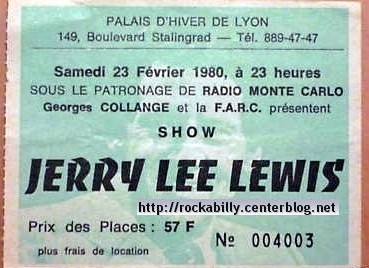 PALAIS D'HIVER DE LYON
149, Boulevard Stalingrad — Tél. 889-47-47
Samedi 23 Février 1980, à 23 heures
SOUS LE PATRONAGE DE RADIO MONTE CARLO
Georges COLLANGE et la F.A.R.C. présentent
SHOW
JERRY LEE LEWIS
http://rockabilly.centerblog.net
Prix des Places : 57 F
plus frais de location
Nº 004003